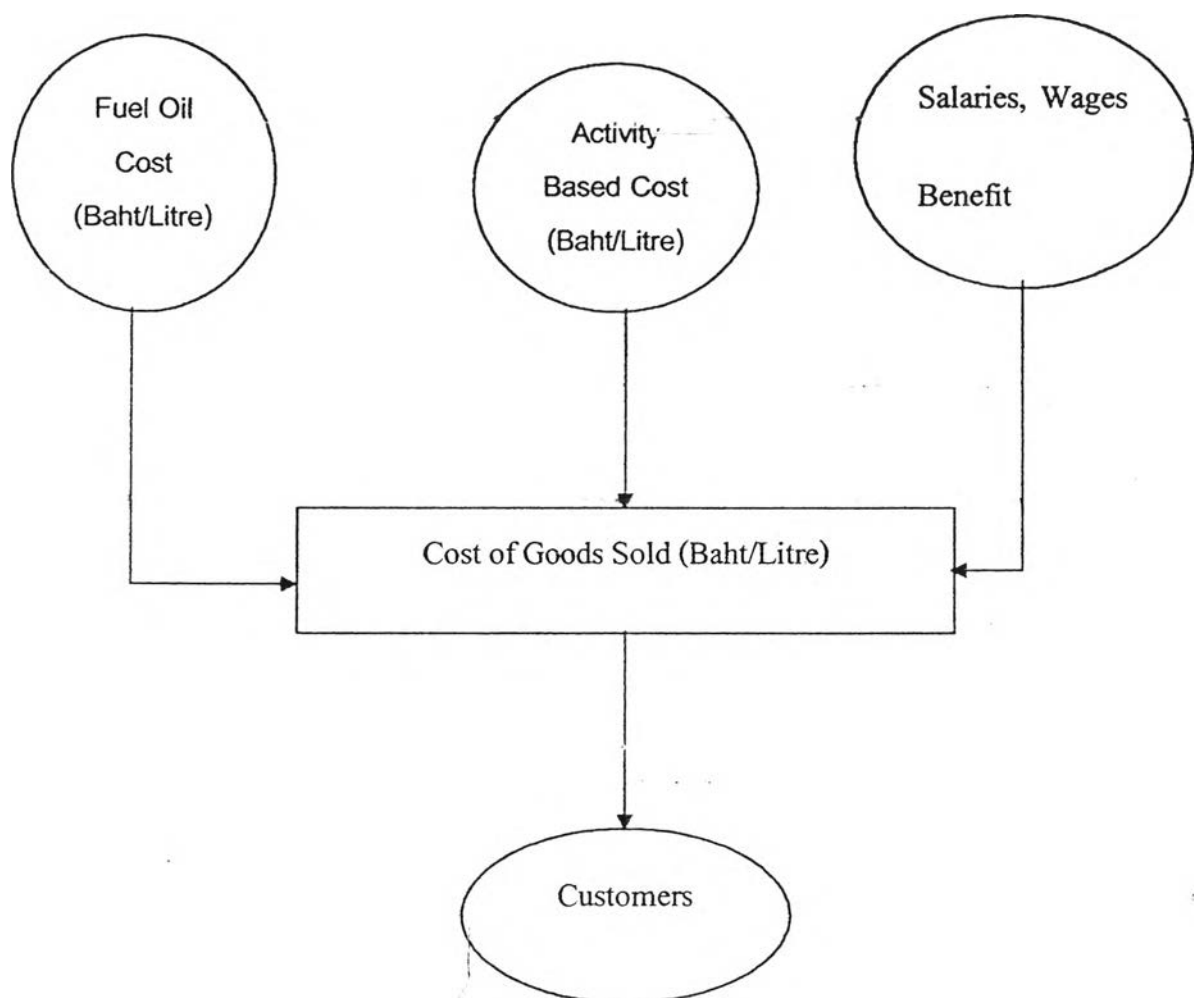 Fuel Oil
Cost
(Baht/Litre)
Activity
Based Cost
(Baht/Litre)
Salaries, Wages
Benefit
Cost of Goods Sold (Baht/Litre)
Customers